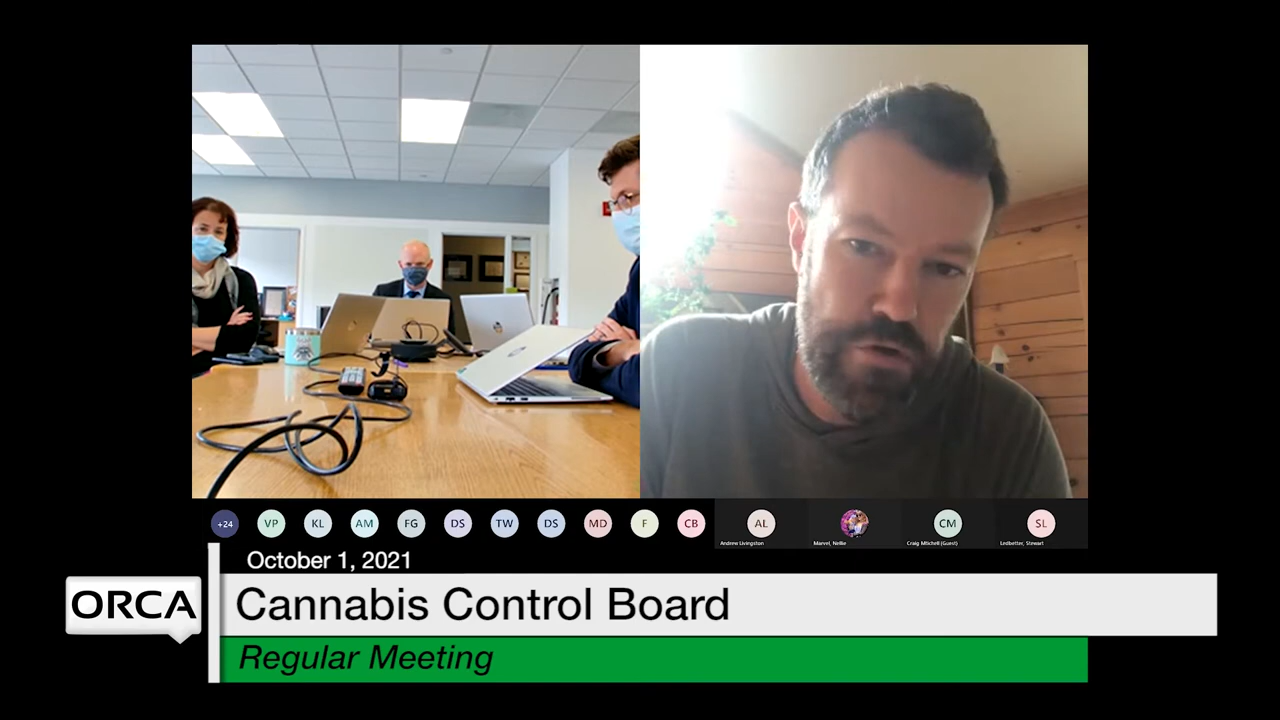 +24 VP KL AM FG DS TW DS MD F CB AL CM SL
Andrew Livingston Marvel, Nellie Craig Mitchell (Guest) Ledbetter, Stewart
October 1, 2021
ORCA
Cannabis Control Board
Regular Meeting